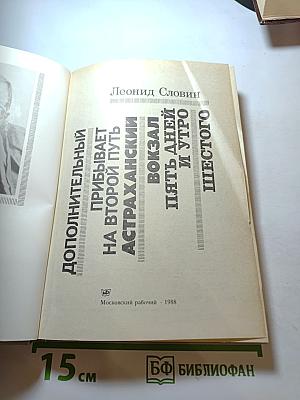 Леонид Словин
ДОПОЛНИТЕЛЬНЫЙ
ПРИБЫВАЕТ
НА ВТОРОЙ ПУТЬ
АСТРАХАНСКИЙ
ВОКЗАЛ
ПЯТЬ ДНЕЙ
И УТРО
ШЕСТОГО
Московский рабочий · 1988
15 см
БФ БИБЛИОФАН